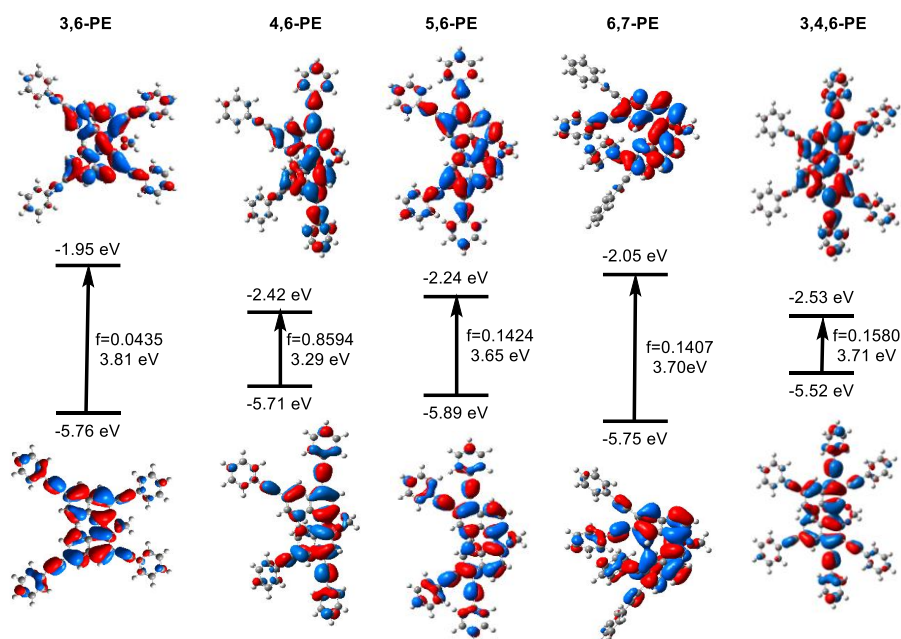 3,6-PE
4,6-PE
5,6-PE
6,7-PE
3,4,6-PE
-1.95 eV
-2.42 eV
-2.24 eV
-2.05 eV
-2.53 eV
f=0.0435
3.81 eV
f=0.8594
3.29 eV
f=0.1424
3.65 eV
f=0.1407
3.70eV
f=0.1580
3.71 eV
-5.76 eV
-5.71 eV
-5.89 eV
-5.75 eV
-5.52 eV